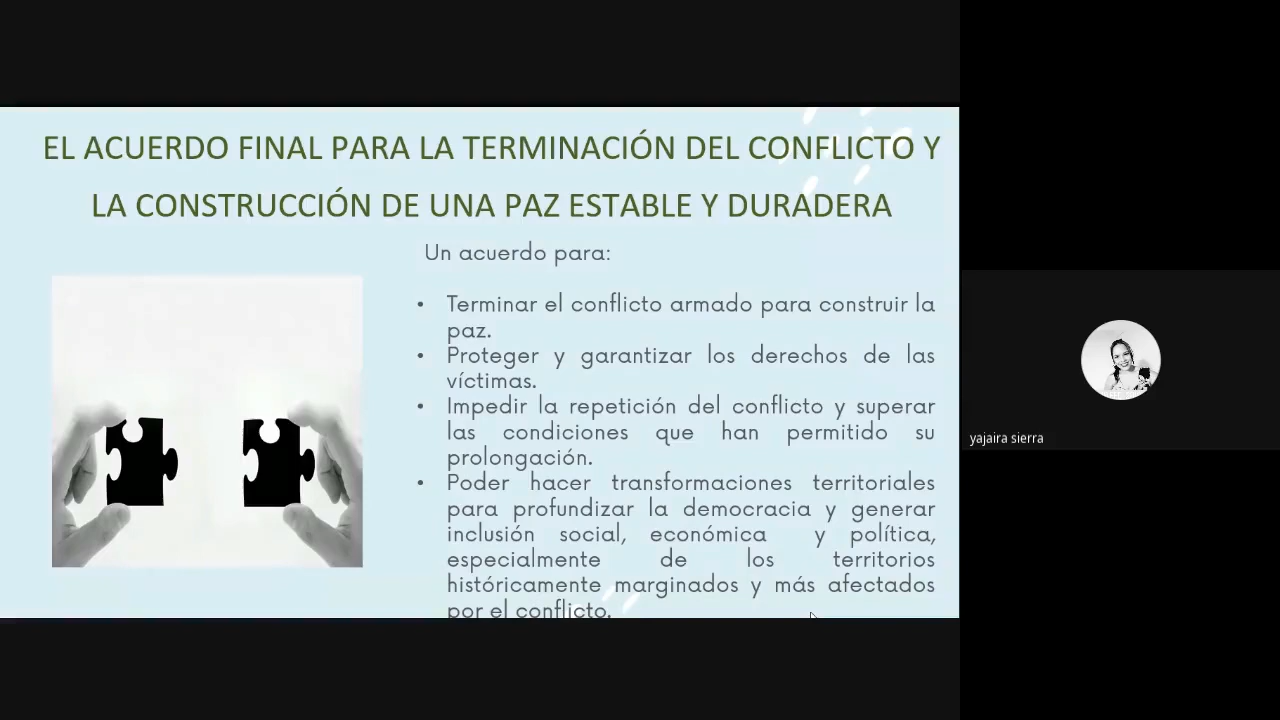 EL ACUERDO FINAL PARA LA TERMINACIÓN DEL CONFLICTO Y
LA CONSTRUCCIÓN DE UNA PAZ ESTABLE Y DURADERA
Un acuerdo para:
• Terminar el conflicto armado para construir la
paz.
• Proteger y garantizar los derechos de las
víctimas.
• Impedir la repetición del conflicto y superar
las condiciones que han permitido su
prolongación.
• Poder hacer transformaciones territoriales
para profundizar la democracia y generar
inclusión social, económica y política,
especialmente de los territorios
históricamente marginados y más afectados
por el conflicto.
yajaira sierra